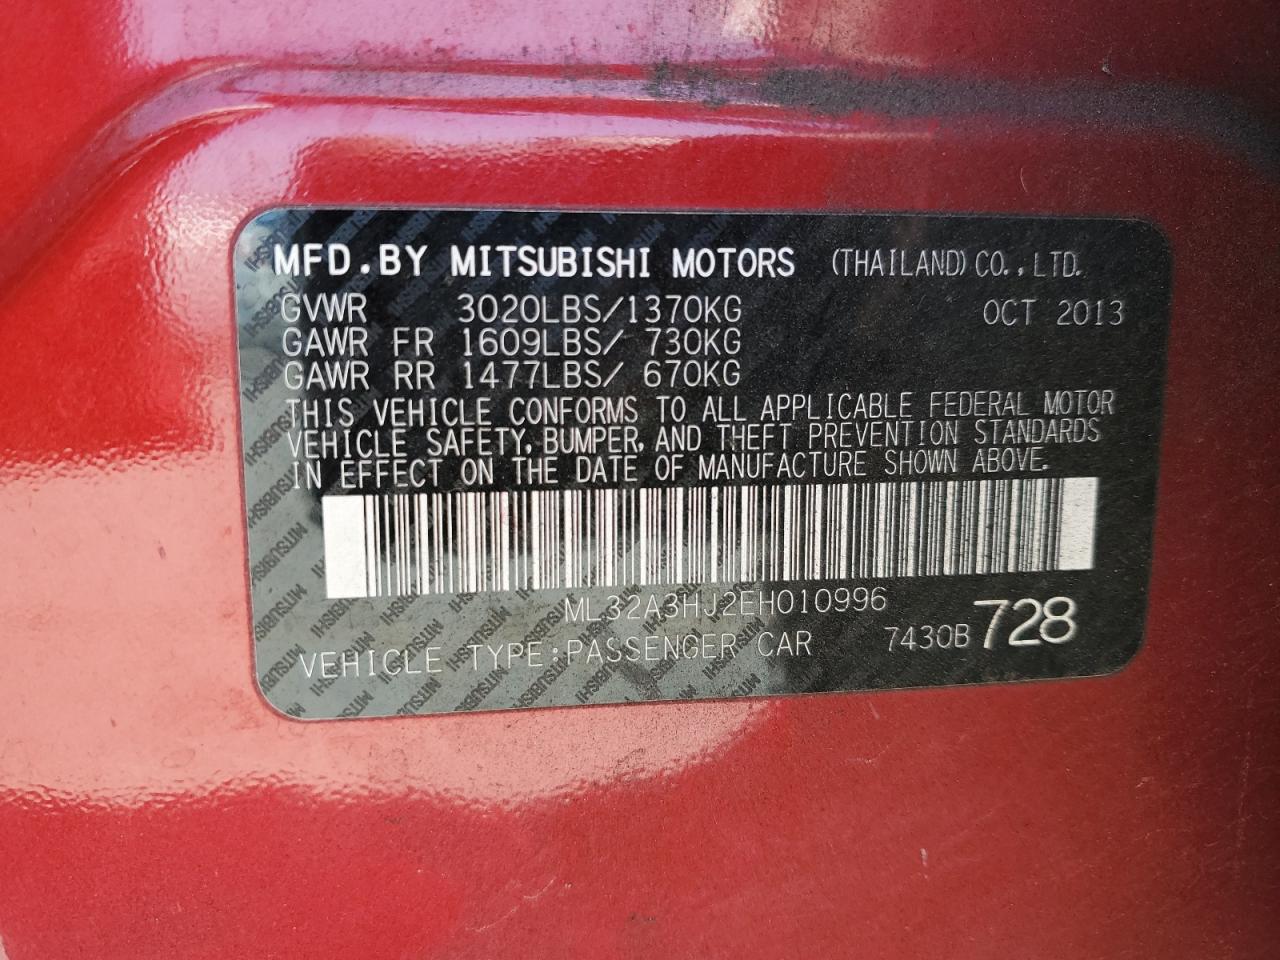 MFD.BY MITSUBISHI MOTORS (THAILAND) CO.,LTD.
GVWR 3020LBS/1370KG OCT 2013
GAWR FR 1609LBS/ 730KG
GAWR RR 1477LBS/ 670KG
THIS VEHICLE CONFORMS TO ALL APPLICABLE FEDERAL MOTOR
VEHICLE SAFETY, BUMPER, AND THEFT PREVENTION STANDARDS
IN EFFECT ON THE DATE OF MANUFACTURE SHOWN ABOVE.
ML32A3HJ2EH010996
VEHICLE TYPE:PASSENGER CAR 7430B 728